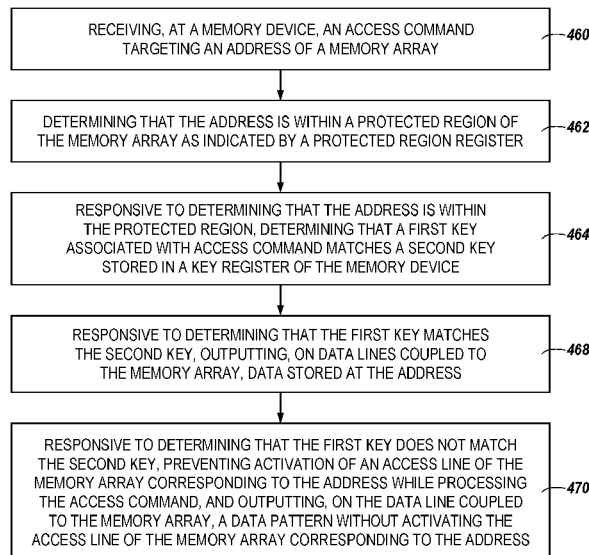 RECEIVING, AT A MEMORY DEVICE, AN ACCESS COMMAND
TARGETING AN ADDRESS OF A MEMORY ARRAY
460
DETERMINING THAT THE ADDRESS IS WITHIN A PROTECTED REGION OF
THE MEMORY ARRAY AS INDICATED BY A PROTECTED REGION REGISTER
462
RESPONSIVE TO DETERMINING THAT THE ADDRESS IS WITHIN
THE PROTECTED REGION, DETERMINING THAT A FIRST KEY
ASSOCIATED WITH ACCESS COMMAND MATCHES A SECOND KEY
STORED IN A KEY REGISTER OF THE MEMORY DEVICE
464
RESPONSIVE TO DETERMINING THAT THE FIRST KEY MATCHES
THE SECOND KEY, OUTPUTTING, ON DATA LINES COUPLED TO
THE MEMORY ARRAY, DATA STORED AT THE ADDRESS
468
RESPONSIVE TO DETERMINING THAT THE FIRST KEY DOES NOT MATCH
THE SECOND KEY, PREVENTING ACTIVATION OF AN ACCESS LINE OF THE
MEMORY ARRAY CORRESPONDING TO THE ADDRESS WHILE PROCESSING
THE ACCESS COMMAND, AND OUTPUTTING, ON THE DATA LINE COUPLED
TO THE MEMORY ARRAY, A DATA PATTERN WITHOUT ACTIVATING THE
ACCESS LINE OF THE MEMORY ARRAY CORRESPONDING TO THE ADDRESS
470